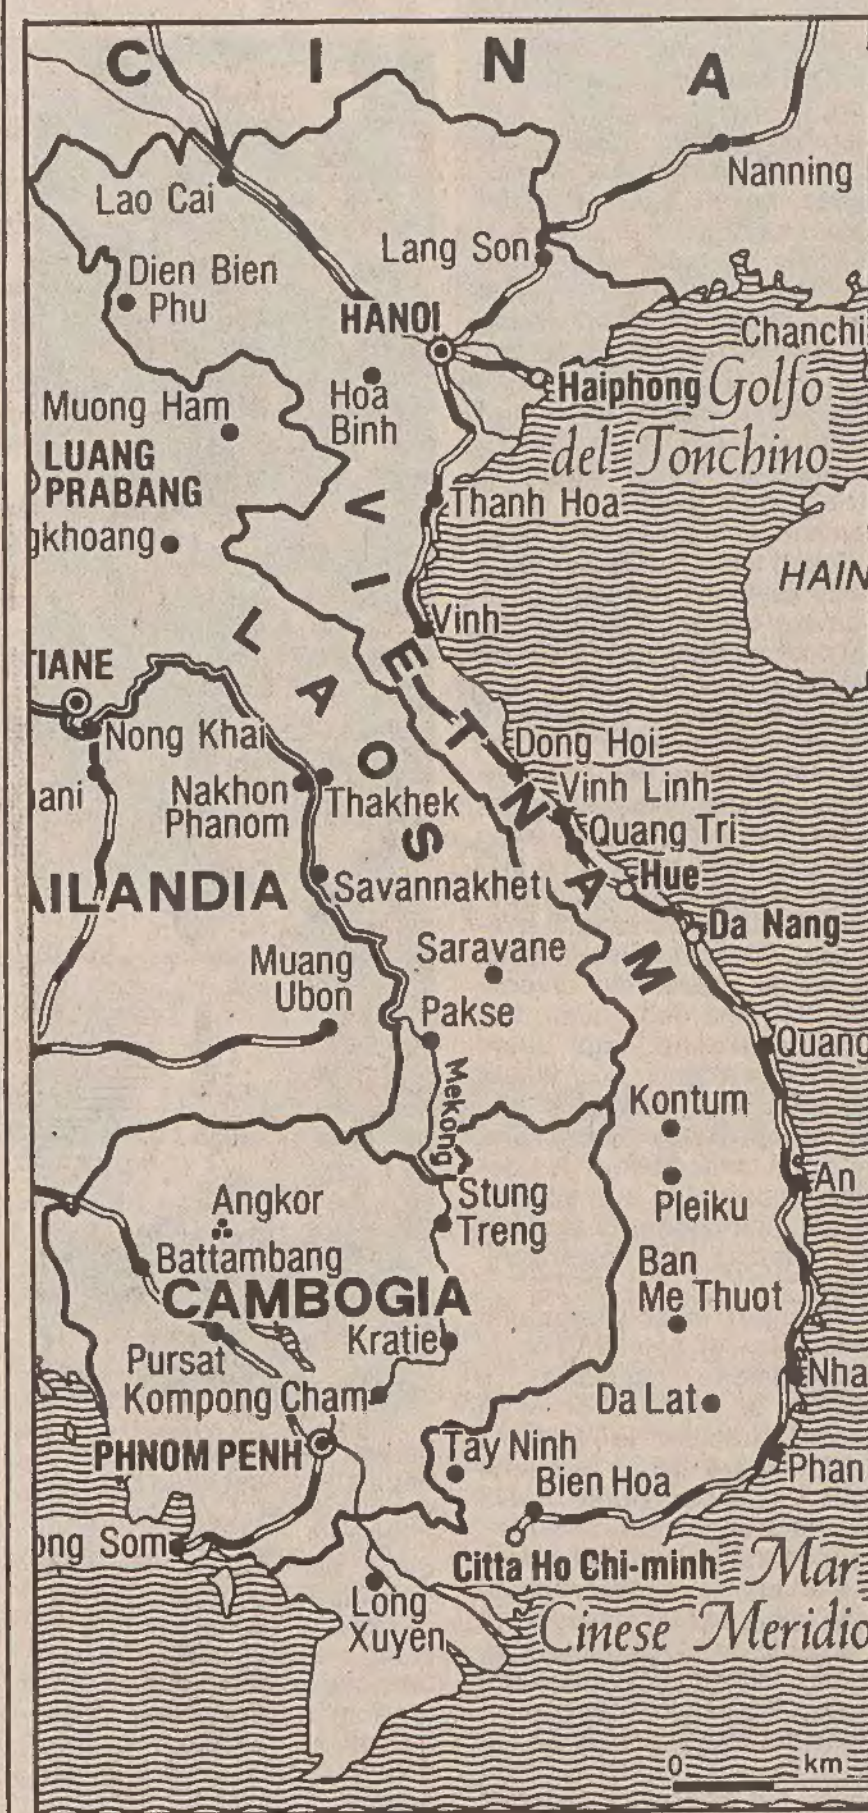 CINA
Nanning
Lao Cai
Lang Son
Dien Bien
Phu
HANOI
Chanchi
Haiphong
Golfo
del Tonchino
Hoa
Binh
Muong Ham
LUANG
PRABANG
Thanh Hoa
gkhoang
HAIN
VIETNAM
Vinh
LAOS
TIANE
Nong Khai
Dong Hoi
ani
Nakhon
Phanom
Thakhek
Vinh Linh
Quang Tri
AILANDIA
Savannakhet
Hue
Da Nang
Muang
Ubon
Saravane
Pakse
Quang
Mekong
Kontum
Angkor
Stung
Treng
Pleiku
An
Battambang
Ban
Me Thuot
CAMBOGIA
Kratie
Pursat
Nha
Kompong Cham
Da Lat
PHNOM PENH
Tay Ninh
Phan
Bien Hoa
ong Som
Citta Ho Chi-minh
Mar
Cinese Meridio
Long
Xuyen
0 km